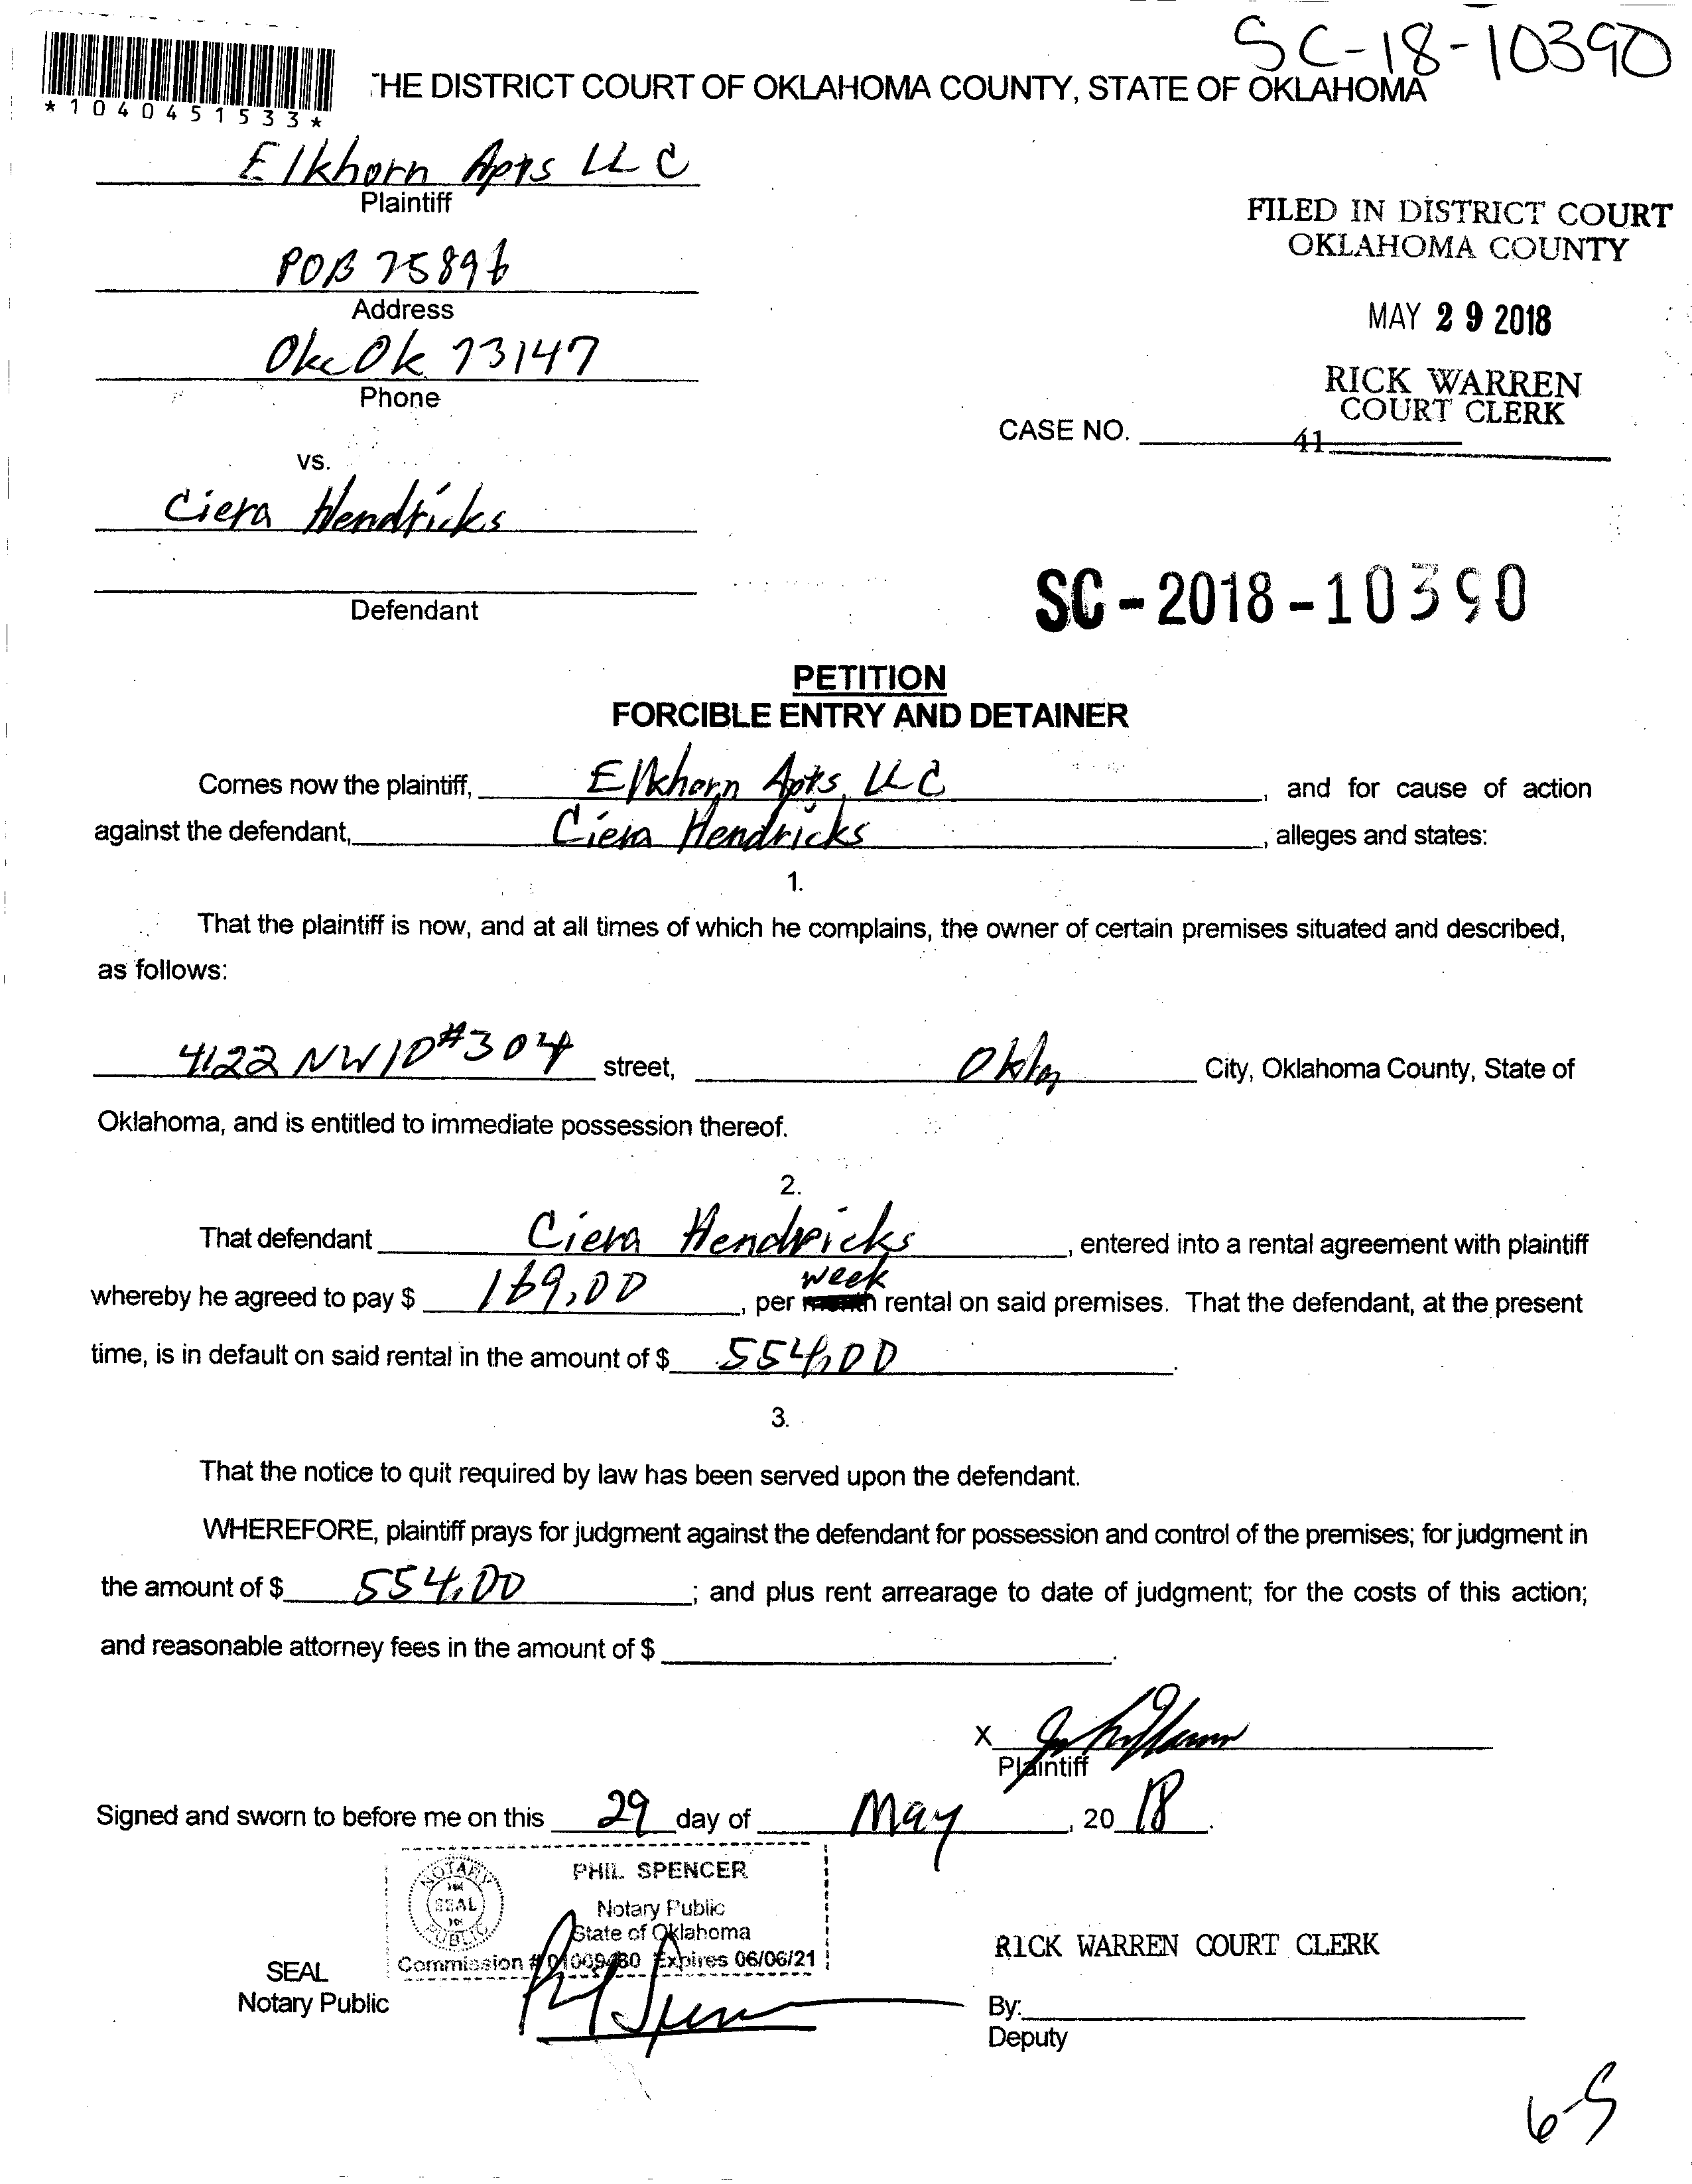 SC-18-10390
*1040451533*
THE DISTRICT COURT OF OKLAHOMA COUNTY, STATE OF OKLAHOMA
Elkhorn Apts LLC
Plaintiff
POB 75896
Address
Okc Ok 73147
Phone
vs.
Ciera Hendricks
Defendant
FILED IN DISTRICT COURT
OKLAHOMA COUNTY
MAY 29 2018
RICK WARREN
COURT CLERK
CASE NO. 41
SC-2018-10390
PETITION
FORCIBLE ENTRY AND DETAINER
Comes now the plaintiff, Elkhorn Apts, LLC, and for cause of action
against the defendant, Ciera Hendricks, alleges and states:
1.
That the plaintiff is now, and at all times of which he complains, the owner of certain premises situated and described,
as follows:
4122 NW 10 #304 street, Okla City, Oklahoma County, State of
Oklahoma, and is entitled to immediate possession thereof.
2.
That defendant Ciera Hendricks, entered into a rental agreement with plaintiff
whereby he agreed to pay $ 169.00, per week rental on said premises. That the defendant, at the present
time, is in default on said rental in the amount of $ 554.00.
3.
That the notice to quit required by law has been served upon the defendant.
WHEREFORE, plaintiff prays for judgment against the defendant for possession and control of the premises; for judgment in
the amount of $ 554.00; and plus rent arrearage to date of judgment; for the costs of this action;
and reasonable attorney fees in the amount of $ .
X
Plaintiff
Signed and sworn to before me on this 29 day of May, 2018.
NOTARY PUBLIC
SEAL
PHIL SPENCER
Notary Public
State of Oklahoma
Commission # 01009480 Expires 06/06/21
SEAL
Notary Public
RICK WARREN COURT CLERK
By:
Deputy
6-5